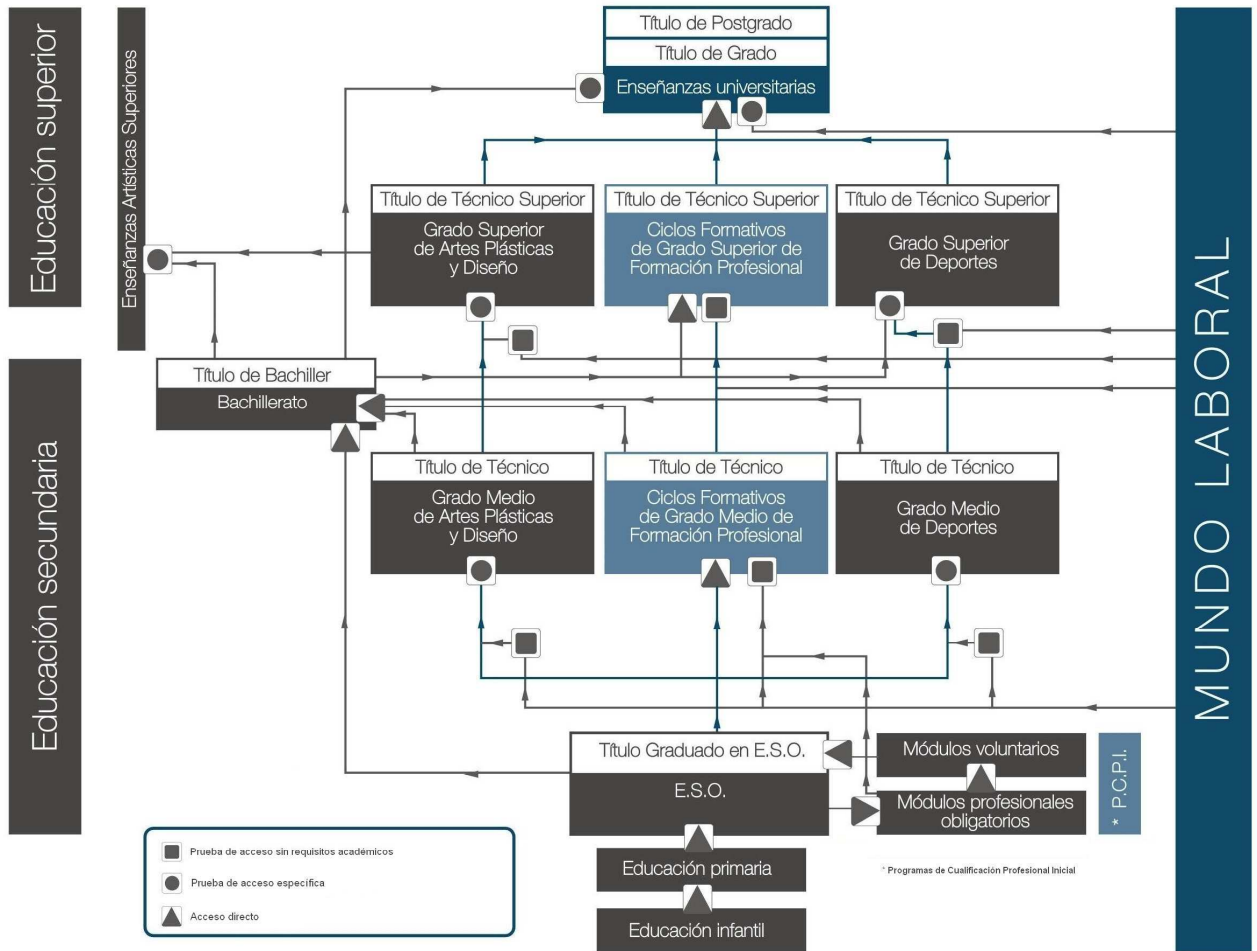 Educación superior
Enseñanzas Artísticas Superiores
Título de Postgrado
Título de Grado
Enseñanzas universitarias
Título de Técnico Superior
Grado Superior
de Artes Plásticas
y Diseño
Título de Técnico Superior
Ciclos Formativos
de Grado Superior de
Formación Profesional
Título de Técnico Superior
Grado Superior
de Deportes
Educación secundaria
Título de Bachiller
Bachillerato
Título de Técnico
Grado Medio
de Artes Plásticas
y Diseño
Título de Técnico
Ciclos Formativos
de Grado Medio de
Formación Profesional
Título de Técnico
Grado Medio
de Deportes
Título Graduado en E.S.O.
E.S.O.
Módulos voluntarios
Módulos profesionales
obligatorios
* P.C.P.I.
Educación primaria
Educación infantil
* Programas de Cualificación Profesional Inicial
Prueba de acceso sin requisitos académicos
Prueba de acceso específica
Acceso directo
MUNDO LABORAL